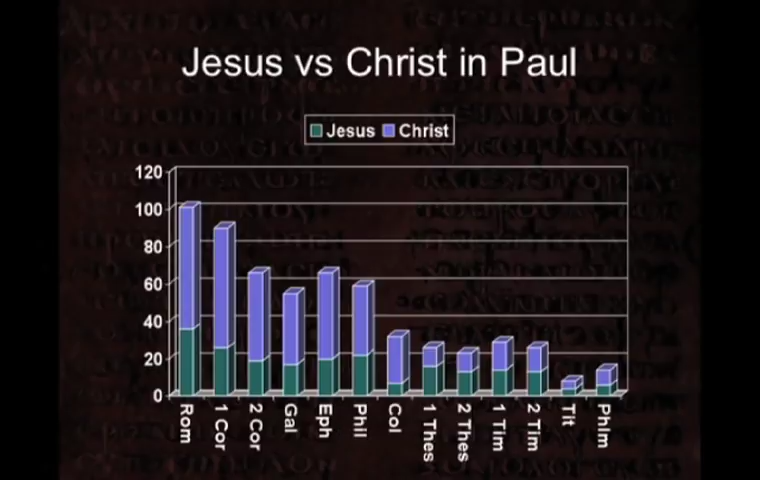 Jesus vs Christ in Paul
Jesus Christ
120
100
80
60
40
20
0
Rom
1 Cor
2 Cor
Gal
Eph
Phil
Col
1 Thes
2 Thes
1 Tim
2 Tim
Tit
Phlm